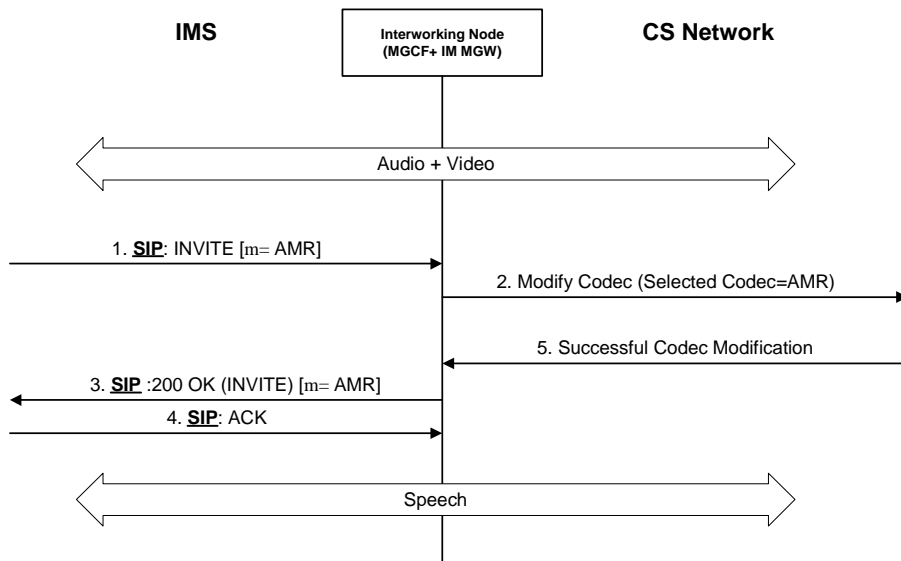 IMS
Interworking Node
(MGCF+ IM MGW)
CS Network
Audio + Video
1. SIP: INVITE [m= AMR]
2. Modify Codec (Selected Codec=AMR)
5. Successful Codec Modification
3. SIP :200 OK (INVITE) [m= AMR]
4. SIP: ACK
Speech